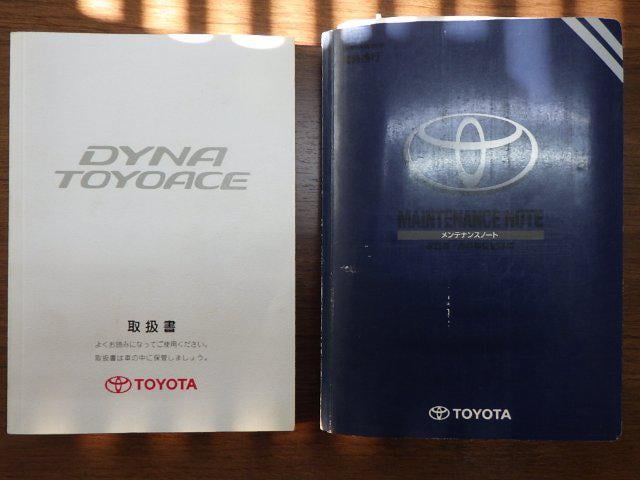 DYNA
TOYOACE
取扱書
よくお読みになってご使用ください。
取扱書は車の中に保管しましょう。
TOYOTA
MAINTENANCE NOTE
メンテナンスノート
TOYOTA